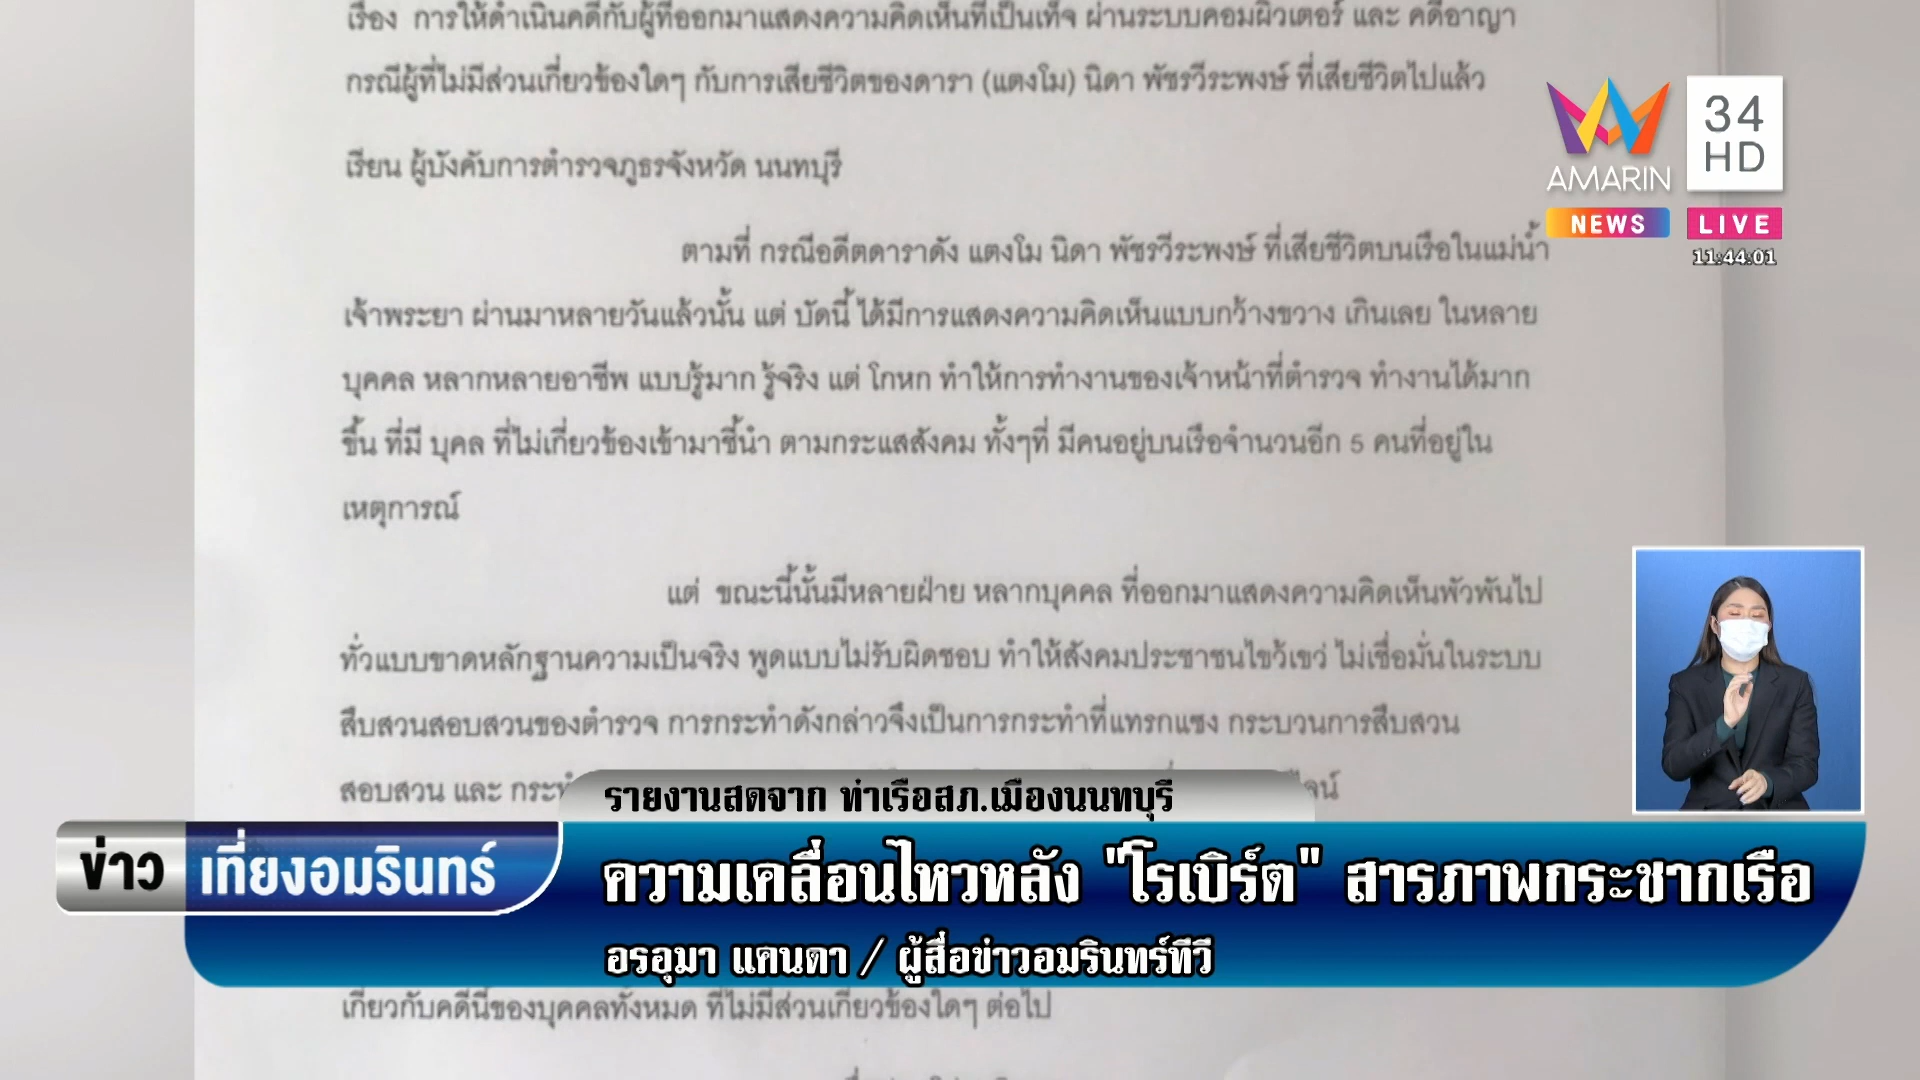 เรื่อง  การให้ดำเนินคดีกับผู้ที่ออกมาแสดงความคิดเห็นที่เป็นเท็จ ผ่านระบบคอมผิวเตอร์ และ คดีอาญา
กรณีผู้ที่ไม่มีส่วนเกี่ยวข้องใดๆ กับการเสียชีวิตของดารา (แตงโม) นิดา พัชรวีระพงษ์ ที่เสียชีวิตไปแล้ว
เรียน ผู้บังคับการตำรวจภูธรจังหวัด นนทบุรี
ตามที่ กรณีอดีตดาราดัง แตงโม นิดา พัชรวีระพงษ์ ที่เสียชีวิตบนเรือในแม่น้ำ
เจ้าพระยา ผ่านมาหลายวันแล้วนั้น แต่ บัดนี้ ได้มีการแสดงความคิดเห็นแบบกว้างขวาง เกินเลย ในหลาย
บุคคล หลากหลายอาชีพ แบบรู้มาก รู้จริง แต่ โกหก ทำให้การทำงานของเจ้าหน้าที่ตำรวจ ทำงานได้มาก
ขึ้น ที่มี บุคล ที่ไม่เกี่ยวข้องเข้ามาชี้นำ ตามกระแสสังคม ทั้งๆที่ มีคนอยู่บนเรือจำนวนอีก 5 คนที่อยู่ใน
เหตุการณ์
แต่  ขณะนี้นั้นมีหลายฝ่าย หลากบุคคล ที่ออกมาแสดงความคิดเห็นพัวพันไป
ทั่วแบบขาดหลักฐานความเป็นจริง พูดแบบไม่รับผิดชอบ ทำให้สังคมประชาชนไขว้เขว่ ไม่เชื่อมั่นในระบบ
สืบสวนสอบสวนของตำรวจ การกระทำดังกล่าวจึงเป็นการกระทำที่แทรกแซง กระบวนการสืบสวน
สอบสวน และ
เกี่ยวกับคดีนี้ของบุคคลทั้งหมด ที่ไม่มีส่วนเกี่ยวข้องใดๆ ต่อไป
AMARIN
34
HD
NEWS
LIVE
11:44:01
รายงานสดจาก ท่าเรือสภ.เมืองนนทบุรี
ข่าว เที่ยงอมรินทร์
ความเคลื่อนไหวหลัง "โรเบิร์ต" สารภาพกระชากเรือ
อรอุมา แคนดา / ผู้สื่อข่าวอมรินทร์ทีวี